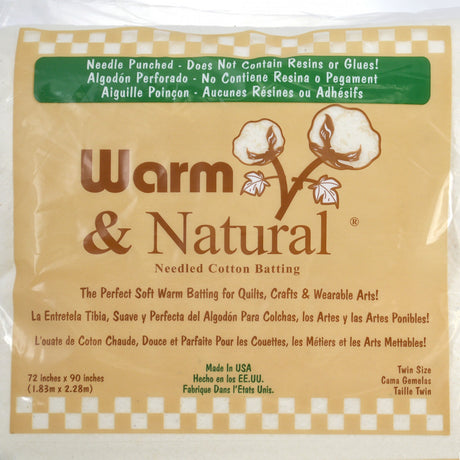 Needle Punched - Does Not Contain Resins or Glues!
Algodón Perforado - No Contiene Resina o Pegament
Aiguille Poinçon - Aucunes Résines ou Adhésifs
Warm
& Natural ®
Needled Cotton Batting
The Perfect Soft Warm Batting for Quilts, Crafts & Wearable Arts!
La Entretela Tibia, Suave y Perfecta del Algodón Para Colchas, los Artes y las Artes Ponibles!
L'ouate de Coton Chaude, Douce et Parfaite Pour les Couettes, les Métiers et les Arts Mettables!
72 inches x 90 inches
(1.83m x 2.28m)
Made In USA
Hecho en los EE.UU.
Fabrique Dans l'Etats Unis.
Twin Size
Cama Gemelas
Taille Twin